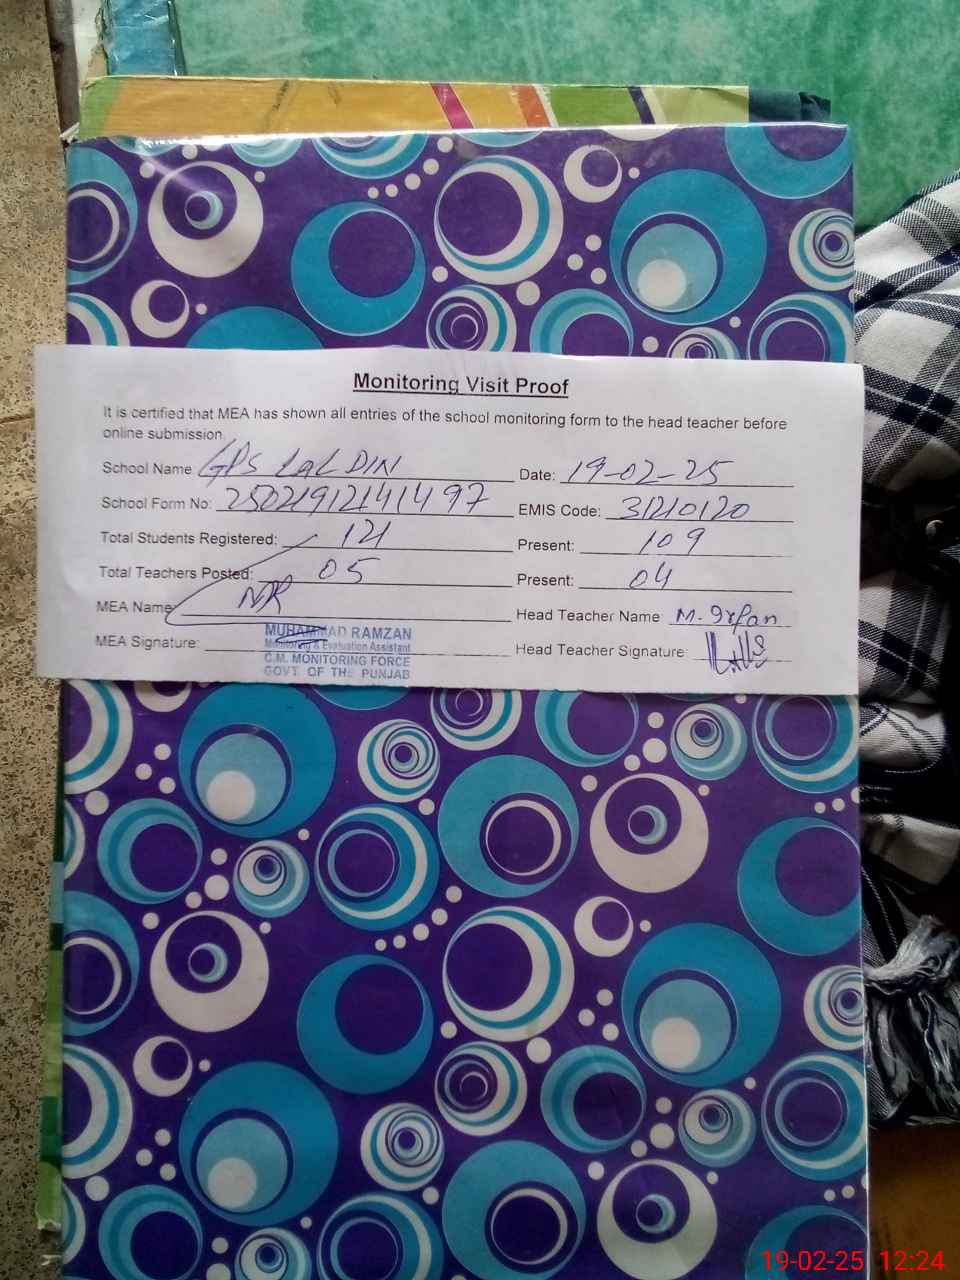 Monitoring Visit Proof
It is certified that MEA has shown all entries of the school monitoring form to the head teacher before
online submission.
School Name GPS Lal DIN Date: 19-02-25
School Form No: 25021912141497 EMIS Code: 31210120
Total Students Registered: 121 Present: 109
Total Teachers Posted: 05 Present: 04
MEA Name: Head Teacher Name M. Irfan
MEA Signature: Head Teacher Signature:
MUHAMMAD RAMZAN
Monitoring & Evaluation Assistant
C.M. MONITORING FORCE
GOVT. OF THE PUNJAB
19-02-25 12:24